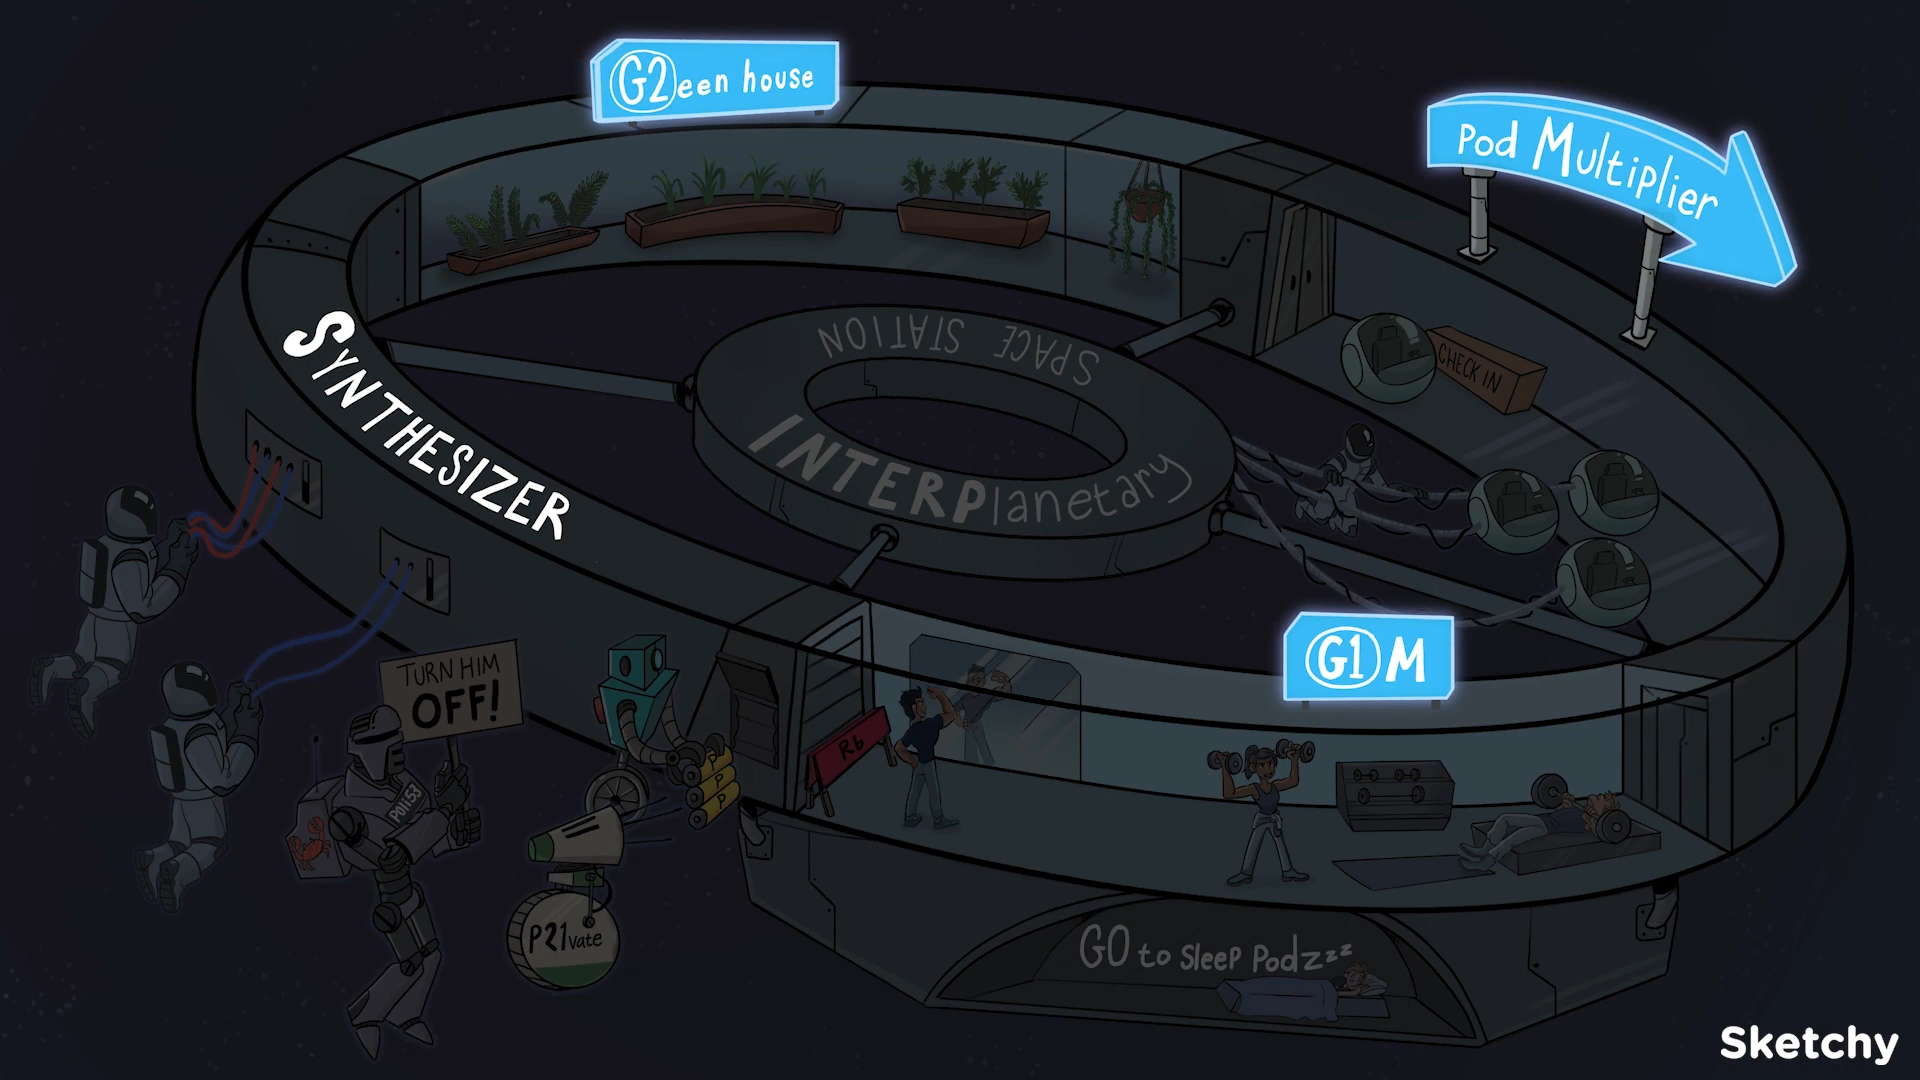 G2een house
Pod Multiplier
SPACE STATION
CHECK IN
SYNTHESIZER
INTERPlanetary
TURN HIM
OFF!
G1M
Rb
P
P
P
Poli53
P21vate
GO to Sleep Podzzz
Sketchy